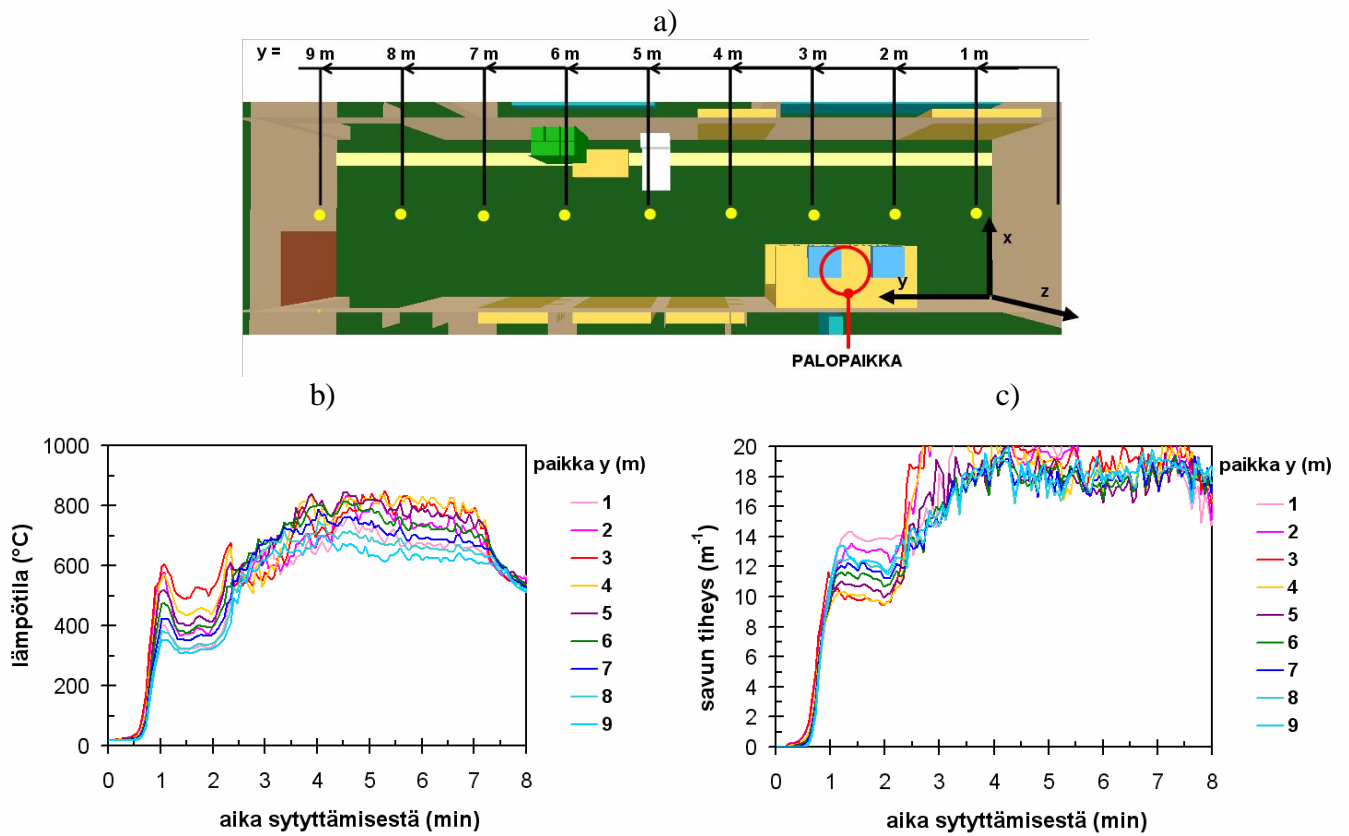 a)
y = 9 m 8 m 7 m 6 m 5 m 4 m 3 m 2 m 1 m
x
y
z
PALOPAIKKA
b)
c)
1000
800
600
400
200
0
lämpötila (°C)
0 1 2 3 4 5 6 7 8
aika sytyttämisestä (min)
paikka y (m)
1
2
3
4
5
6
7
8
9
20
18
16
14
12
10
8
6
4
2
0
savun tiheys (m⁻¹)
0 1 2 3 4 5 6 7 8
aika sytyttämisestä (min)
paikka y (m)
1
2
3
4
5
6
7
8
9